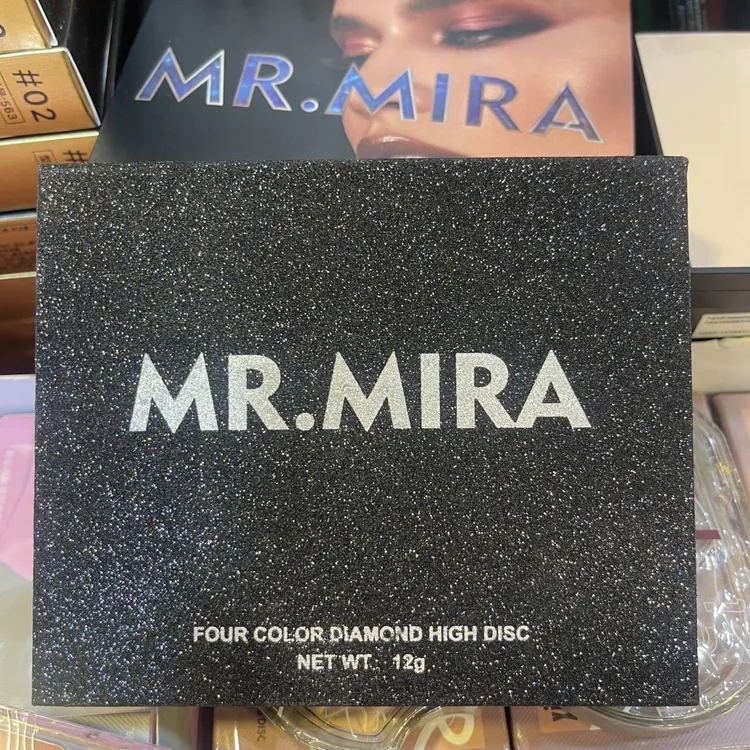 #02
MR.MIRA
MR.MIRA
FOUR COLOR DIAMOND HIGH DISC
NET WT. 12g